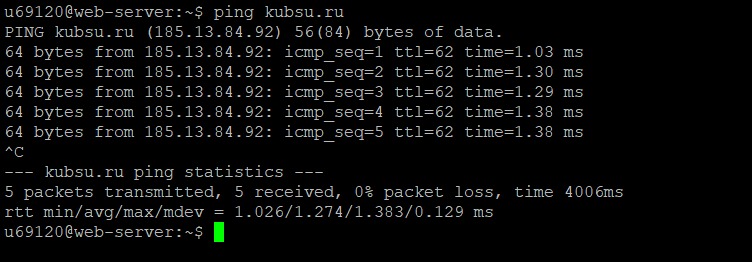 u69120@web-server:~$ ping kubsu.ru
PING kubsu.ru (185.13.84.92) 56(84) bytes of data.
64 bytes from 185.13.84.92: icmp_seq=1 ttl=62 time=1.03 ms
64 bytes from 185.13.84.92: icmp_seq=2 ttl=62 time=1.30 ms
64 bytes from 185.13.84.92: icmp_seq=3 ttl=62 time=1.29 ms
64 bytes from 185.13.84.92: icmp_seq=4 ttl=62 time=1.38 ms
64 bytes from 185.13.84.92: icmp_seq=5 ttl=62 time=1.38 ms
^C
--- kubsu.ru ping statistics ---
5 packets transmitted, 5 received, 0% packet loss, time 4006ms
rtt min/avg/max/mdev = 1.026/1.274/1.383/0.129 ms
u69120@web-server:~$